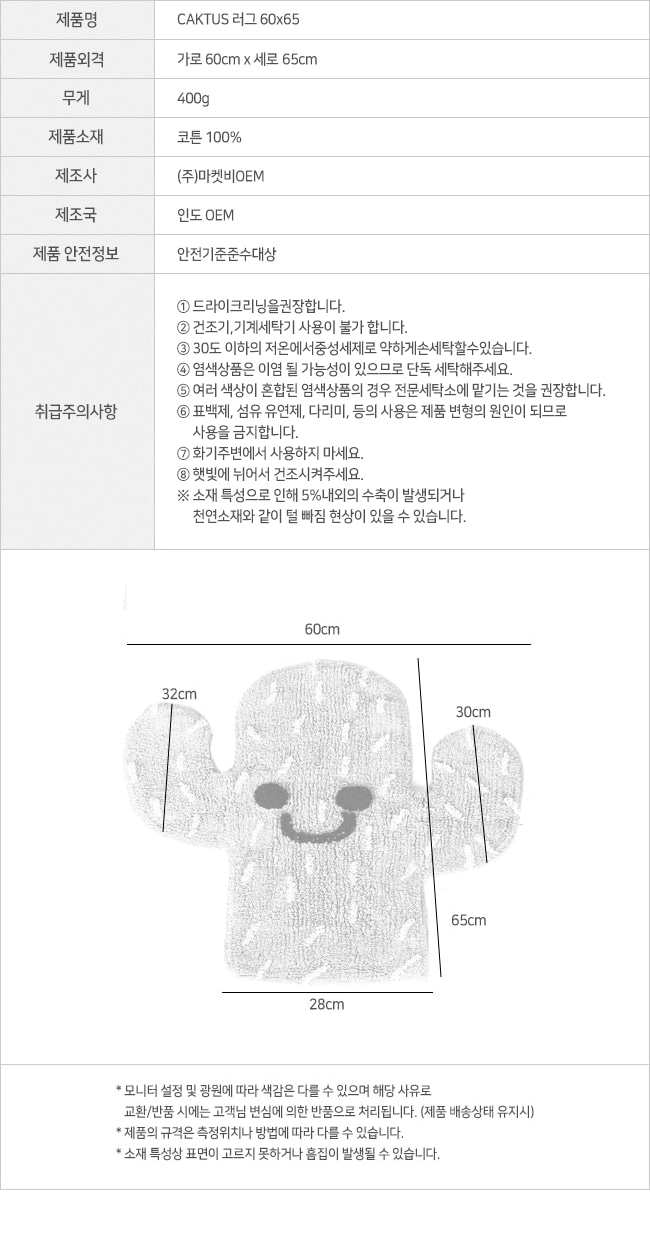 제품명 CAKTUS 러그 60x65
제품외격 가로 60cm x 세로 65cm
무게 400g
제품소재 코튼 100%
제조사 (주)마켓비OEM
제조국 인도 OEM
제품 안전정보 안전기준준수대상
취급주의사항
① 드라이크리닝을권장합니다.
② 건조기,기계세탁기 사용이 불가 합니다.
③ 30도 이하의 저온에서중성세제로 약하게손세탁할수있습니다.
④ 염색상품은 이염 될 가능성이 있으므로 단독 세탁해주세요.
⑤ 여러 색상이 혼합된 염색상품의 경우 전문세탁소에 맡기는 것을 권장합니다.
⑥ 표백제, 섬유 유연제, 다리미, 등의 사용은 제품 변형의 원인이 되므로
사용을 금지합니다.
⑦ 화기주변에서 사용하지 마세요.
⑧ 햇빛에 뉘어서 건조시켜주세요.
※ 소재 특성으로 인해 5%내외의 수축이 발생되거나
천연소재와 같이 털 빠짐 현상이 있을 수 있습니다.
60cm
32cm
30cm
65cm
28cm
* 모니터 설정 및 광원에 따라 색감은 다를 수 있으며 해당 사유로
교환/반품 시에는 고객님 변심에 의한 반품으로 처리됩니다. (제품 배송상태 유지시)
* 제품의 규격은 측정위치나 방법에 따라 다를 수 있습니다.
* 소재 특성상 표면이 고르지 못하거나 흠집이 발생될 수 있습니다.